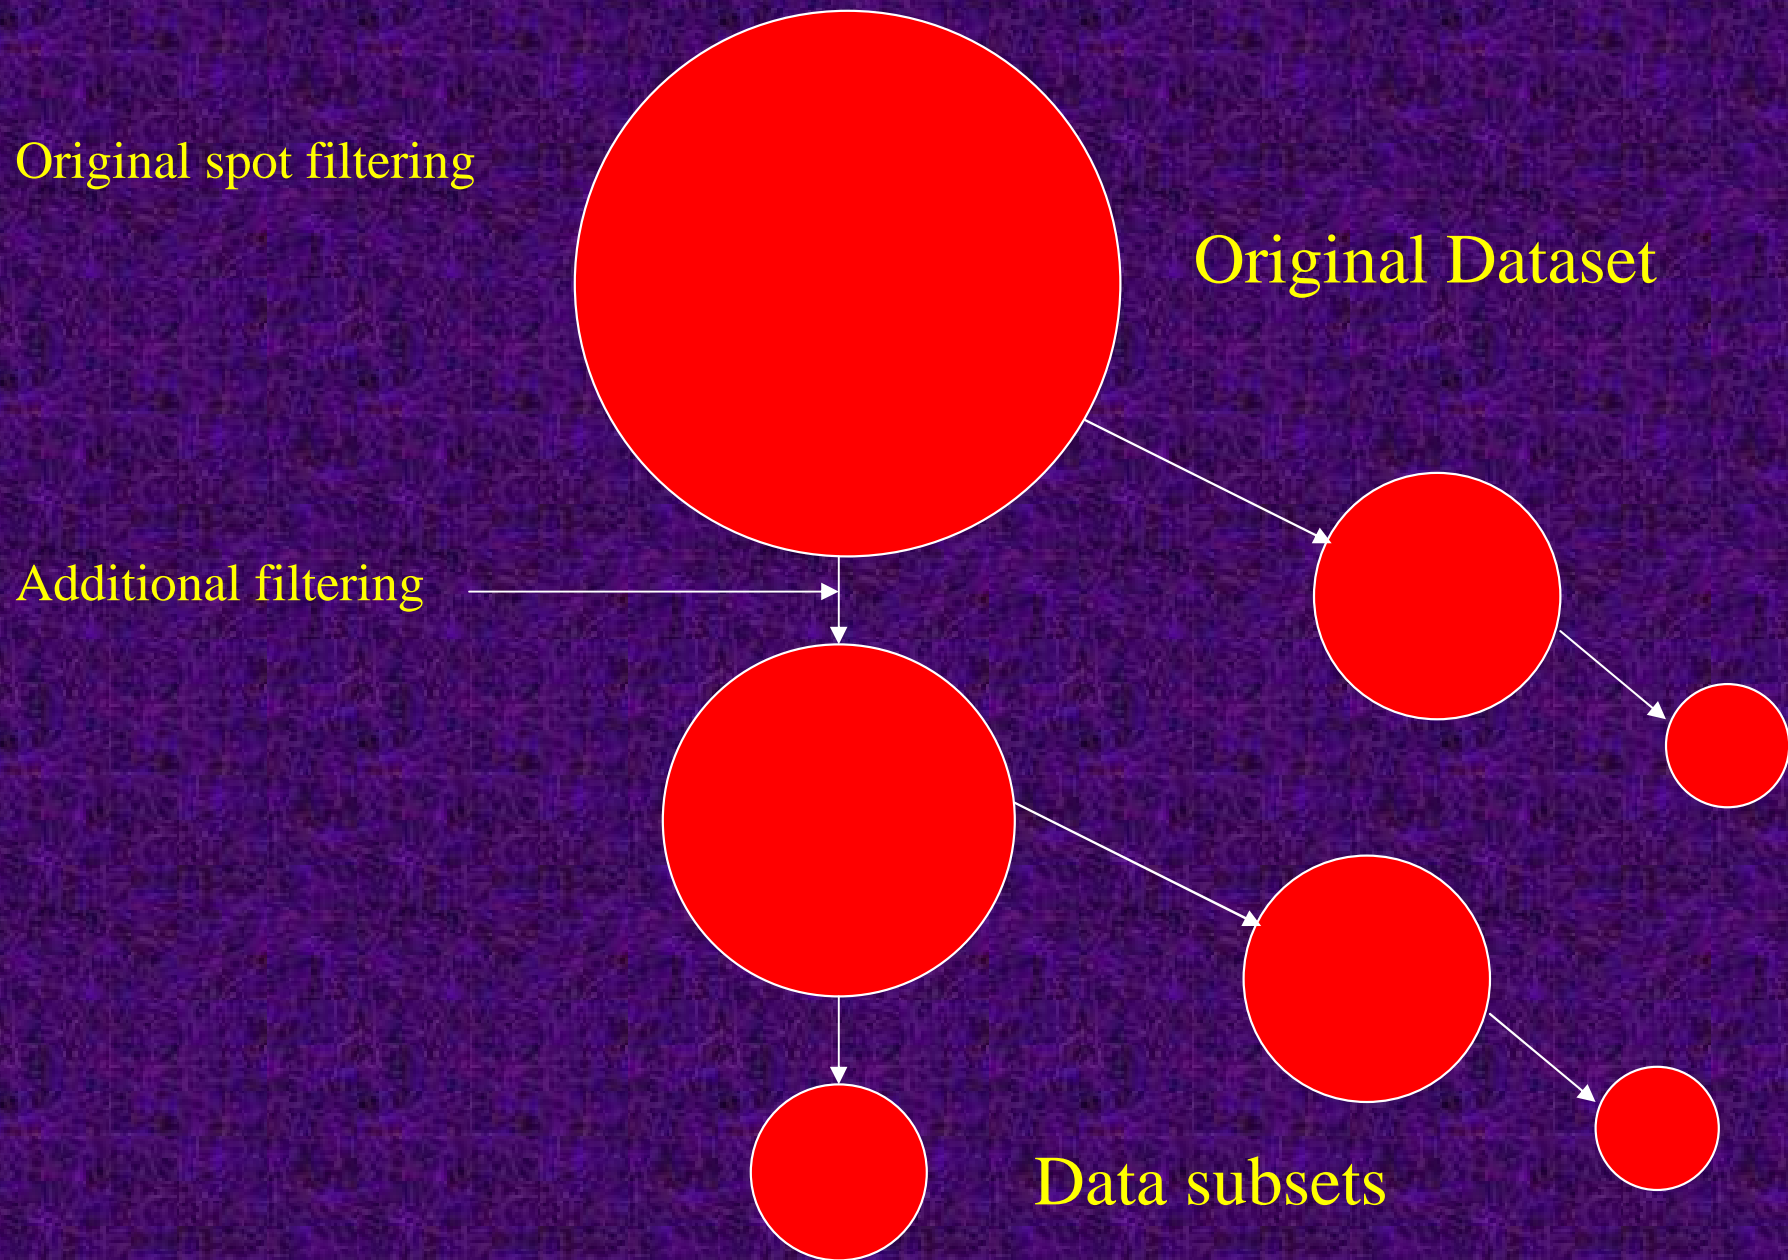 Original spot filtering
Original Dataset
Additional filtering
Data subsets